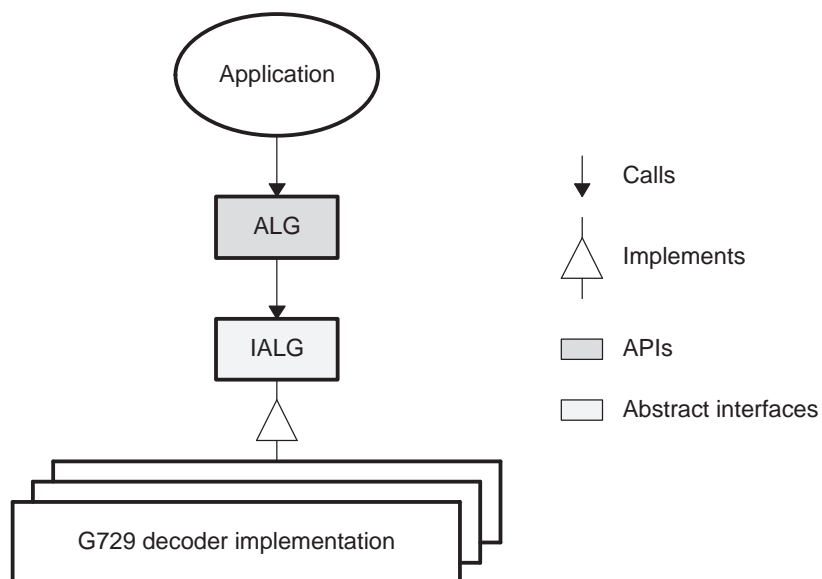 Application
ALG
IALG
G729 decoder implementation
Calls
Implements
APIs
Abstract interfaces